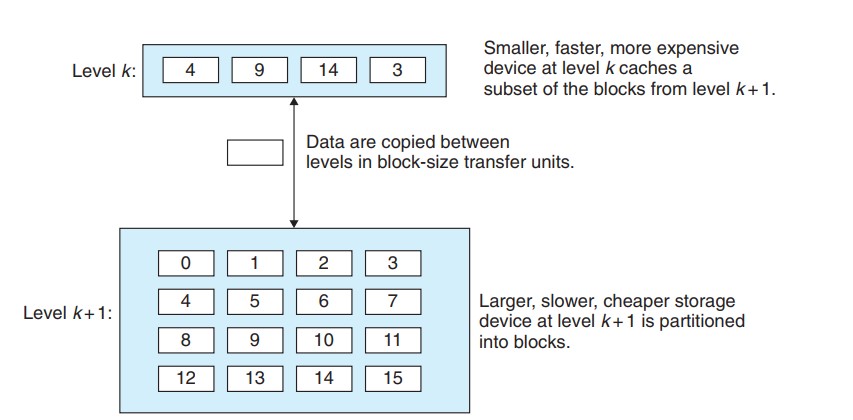 Level k:
4 9 14 3
Smaller, faster, more expensive
device at level k caches a
subset of the blocks from level k+1.
Data are copied between
levels in block-size transfer units.
Level k+1:
0 1 2 3
4 5 6 7
8 9 10 11
12 13 14 15
Larger, slower, cheaper storage
device at level k+1 is partitioned
into blocks.